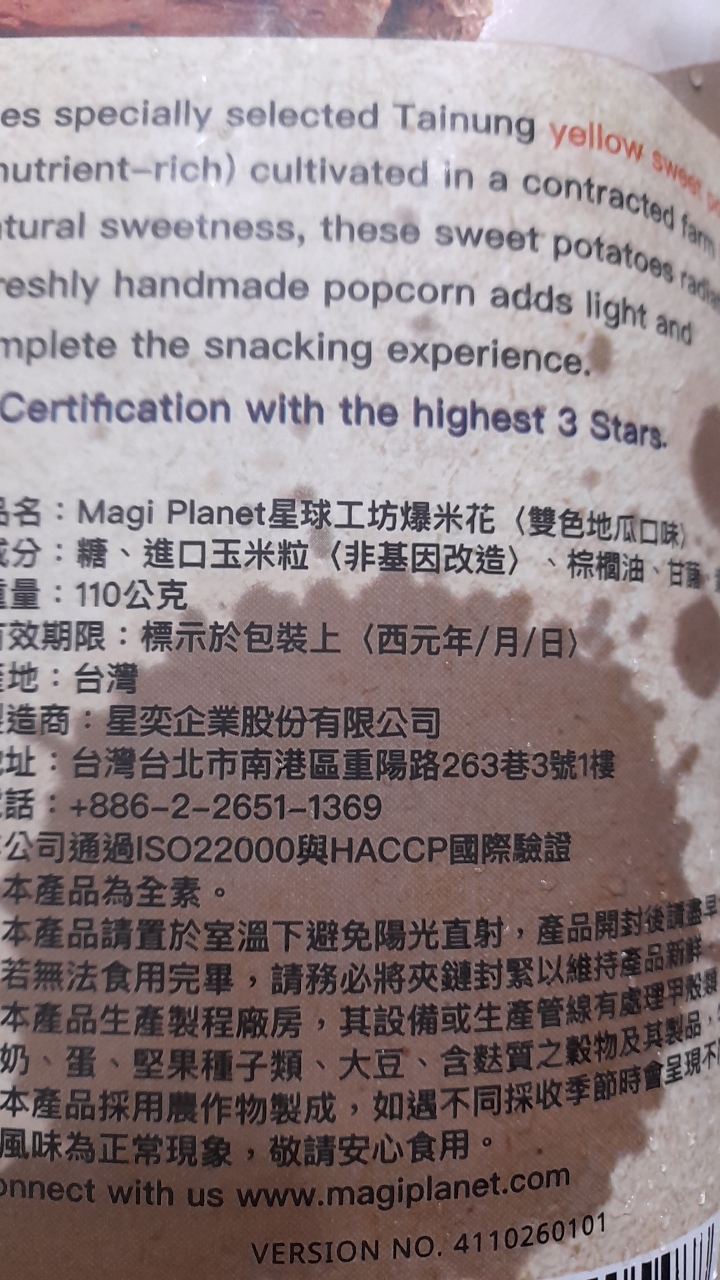 es specially selected Tainung yellow sweet
nutrient-rich) cultivated in a contracted farm
tural sweetness, these sweet potatoes
reshly handmade popcorn adds light and
mplete the snacking experience.
Certification with the highest 3 Stars.
品名：Magi Planet星球工坊爆米花〈雙色地瓜口味〉
成分：糖、進口玉米粒〈非基因改造〉、棕櫚油、甘藷
重量：110公克
有效期限：標示於包裝上〈西元年/月/日〉
產地：台灣
製造商：星奕企業股份有限公司
地址：台灣台北市南港區重陽路263巷3號1樓
電話：+886-2-2651-1369
本公司通過ISO22000與HACCP國際驗證
本產品為全素。
本產品請置於室溫下避免陽光直射，產品開封後請盡早
若無法食用完畢，請務必將夾鏈封緊以維持產品新鮮
本產品生產製程廠房，其設備或生產管線有處理甲殼類
奶、蛋、堅果種子類、大豆、含麩質之穀物及其製品，
本產品採用農作物製成，如遇不同採收季節時會呈現不
風味為正常現象，敬請安心食用。
onnect with us www.magiplanet.com
VERSION NO. 4110260101